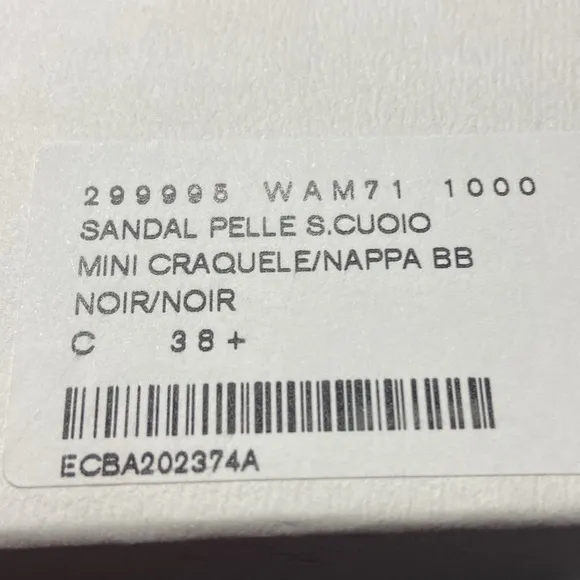 299995 WAM71 1000
SANDAL PELLE S.CUOIO
MINI CRAQUELE/NAPPA BB
NOIR/NOIR
C 38+
ECBA202374A